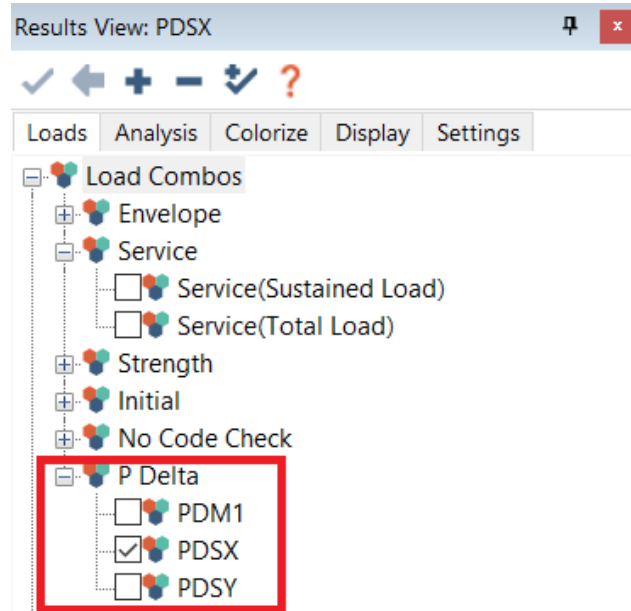 Results View: PDSX
Loads Analysis Colorize Display Settings
Load Combos
Envelope
Service
Service(Sustained Load)
Service(Total Load)
Strength
Initial
No Code Check
P Delta
PDM1
PDSX
PDSY